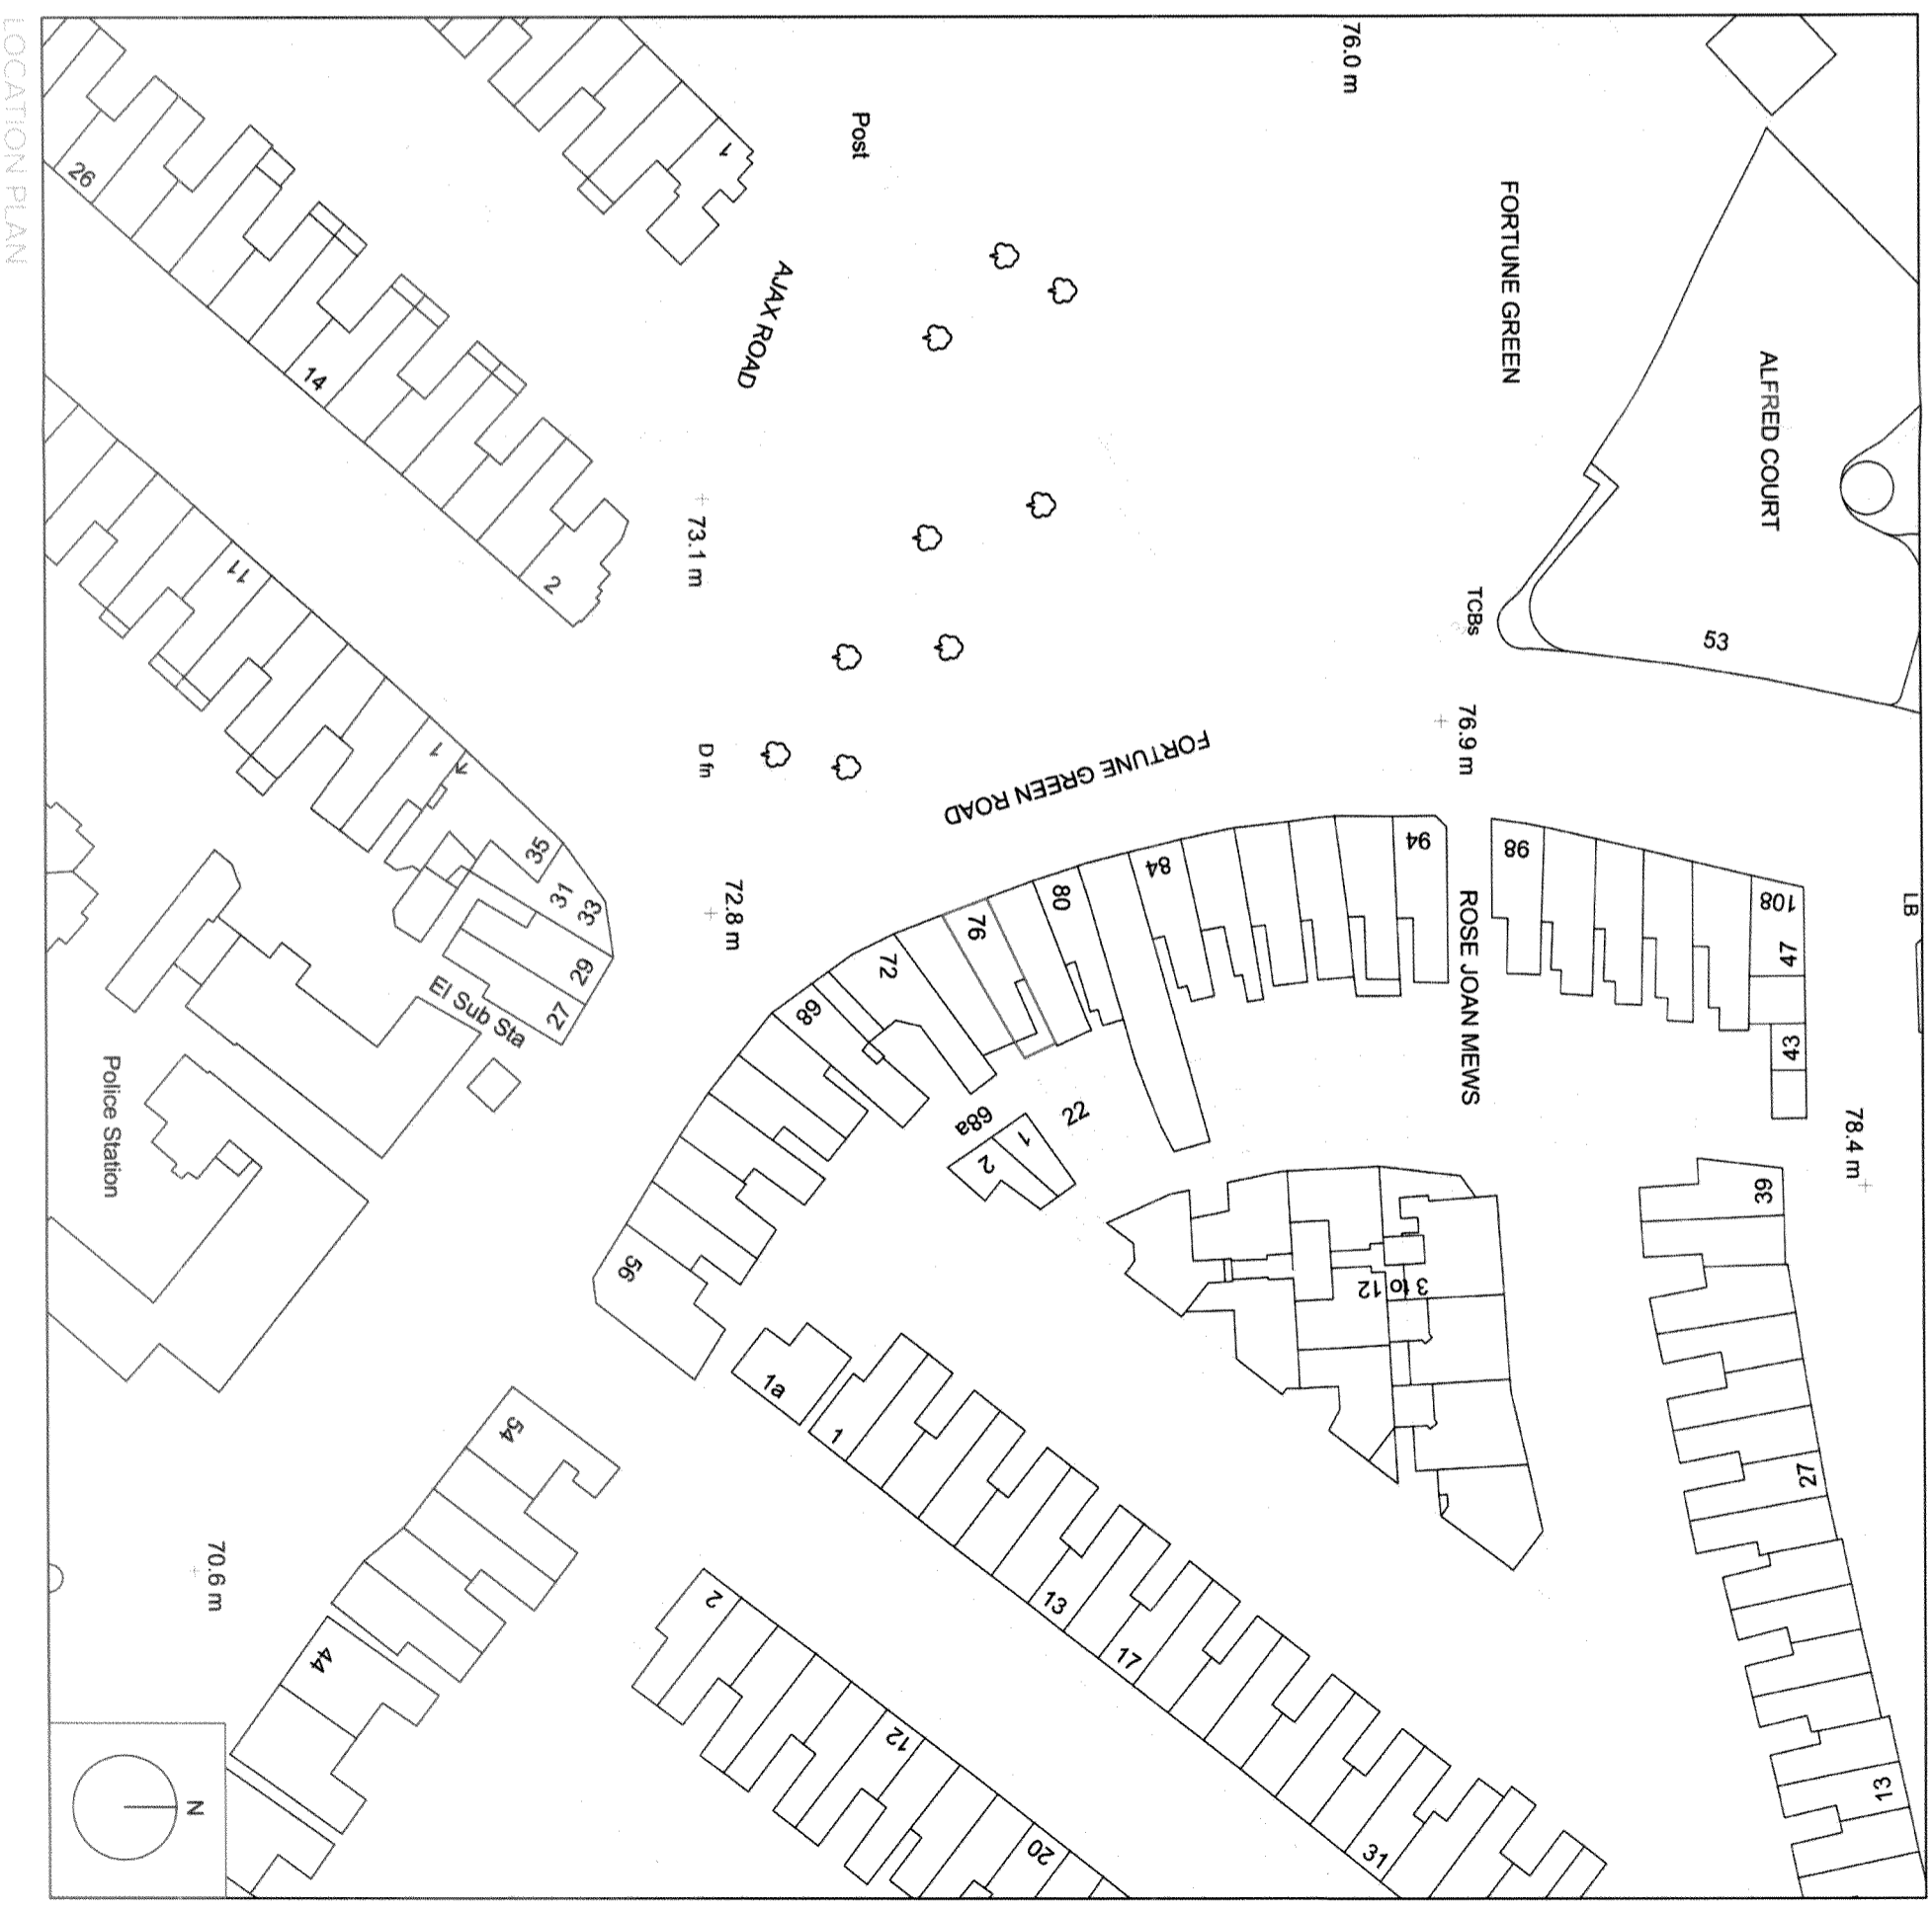 LOCATION PLAN
76.0 m
Post
1
26
FORTUNE GREEN
AJAX ROAD
14
ALFRED COURT
73.1 m
11
2
TCBs
53
76.9 m
D fn
FORTUNE GREEN ROAD
1
35
31
33
29
27
El Sub Sta
72.8 m
94
98
84
80
76
72
68
108
47
43
LB
ROSE JOAN MEWS
Police Station
68a
1
2
22
78.4 m
39
3 to 12
56
1a
1
54
27
70.6 m
13
17
2
44
12
13
20
31
N